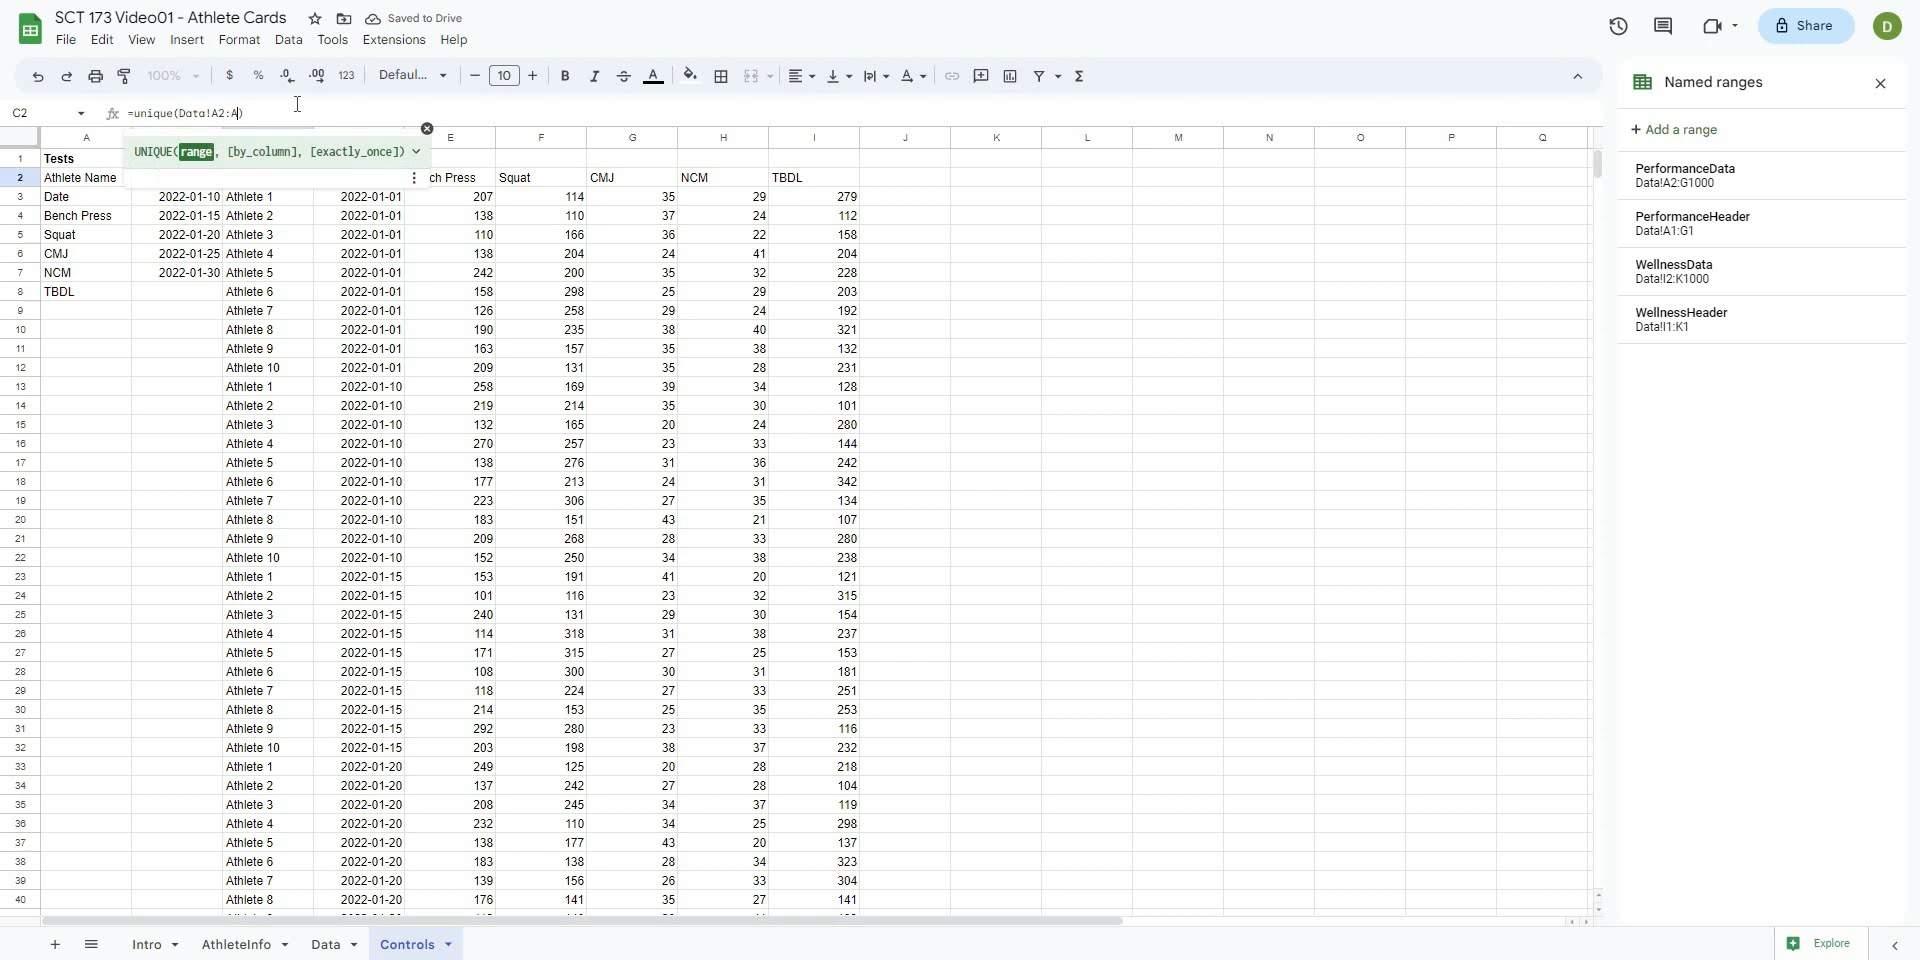 SCT 173 Video01 - Athlete Cards Saved to Drive
File Edit View Insert Format Data Tools Extensions Help
Share
D
100% $ % .0 .00 123 Defaul... 10 B I S A
C2 fx =unique(Data!A2:A)
UNIQUE(range, [by_column], [exactly_once])
A E F G H I J K L M N O P Q
1 Tests
2 Athlete Name ch Press Squat CMJ NCM TBDL
3 Date 2022-01-10 Athlete 1 2022-01-01 207 114 35 29 279
4 Bench Press 2022-01-15 Athlete 2 2022-01-01 138 110 37 24 112
5 Squat 2022-01-20 Athlete 3 2022-01-01 110 166 36 22 158
6 CMJ 2022-01-25 Athlete 4 2022-01-01 138 204 24 41 204
7 NCM 2022-01-30 Athlete 5 2022-01-01 242 200 35 32 228
8 TBDL Athlete 6 2022-01-01 158 298 25 29 203
9 Athlete 7 2022-01-01 126 258 29 24 192
10 Athlete 8 2022-01-01 190 235 38 40 321
11 Athlete 9 2022-01-01 163 157 35 38 132
12 Athlete 10 2022-01-01 209 131 35 28 231
13 Athlete 1 2022-01-10 258 169 39 34 128
14 Athlete 2 2022-01-10 219 214 35 30 101
15 Athlete 3 2022-01-10 132 165 20 24 280
16 Athlete 4 2022-01-10 270 257 23 33 144
17 Athlete 5 2022-01-10 138 276 31 36 242
18 Athlete 6 2022-01-10 177 213 24 31 342
19 Athlete 7 2022-01-10 223 306 27 35 134
20 Athlete 8 2022-01-10 183 151 43 21 107
21 Athlete 9 2022-01-10 209 268 28 33 280
22 Athlete 10 2022-01-10 152 250 34 38 238
23 Athlete 1 2022-01-15 153 191 41 20 121
24 Athlete 2 2022-01-15 101 116 23 32 315
25 Athlete 3 2022-01-15 240 131 29 30 154
26 Athlete 4 2022-01-15 114 318 31 38 237
27 Athlete 5 2022-01-15 171 315 27 25 153
28 Athlete 6 2022-01-15 108 300 30 31 181
29 Athlete 7 2022-01-15 118 224 27 33 251
30 Athlete 8 2022-01-15 214 153 25 35 253
31 Athlete 9 2022-01-15 292 280 23 33 116
32 Athlete 10 2022-01-15 203 198 38 37 232
33 Athlete 1 2022-01-20 249 125 20 28 218
34 Athlete 2 2022-01-20 137 242 27 28 104
35 Athlete 3 2022-01-20 208 245 34 37 119
36 Athlete 4 2022-01-20 232 110 34 25 298
37 Athlete 5 2022-01-20 138 177 43 20 137
38 Athlete 6 2022-01-20 183 138 28 34 323
39 Athlete 7 2022-01-20 139 156 26 33 304
40 Athlete 8 2022-01-20 176 141 35 27 141
Intro AthleteInfo Data Controls
Explore
Named ranges
+ Add a range
PerformanceData
Data!A2:G1000
PerformanceHeader
Data!A1:G1
WellnessData
Data!I2:K1000
WellnessHeader
Data!I1:K1